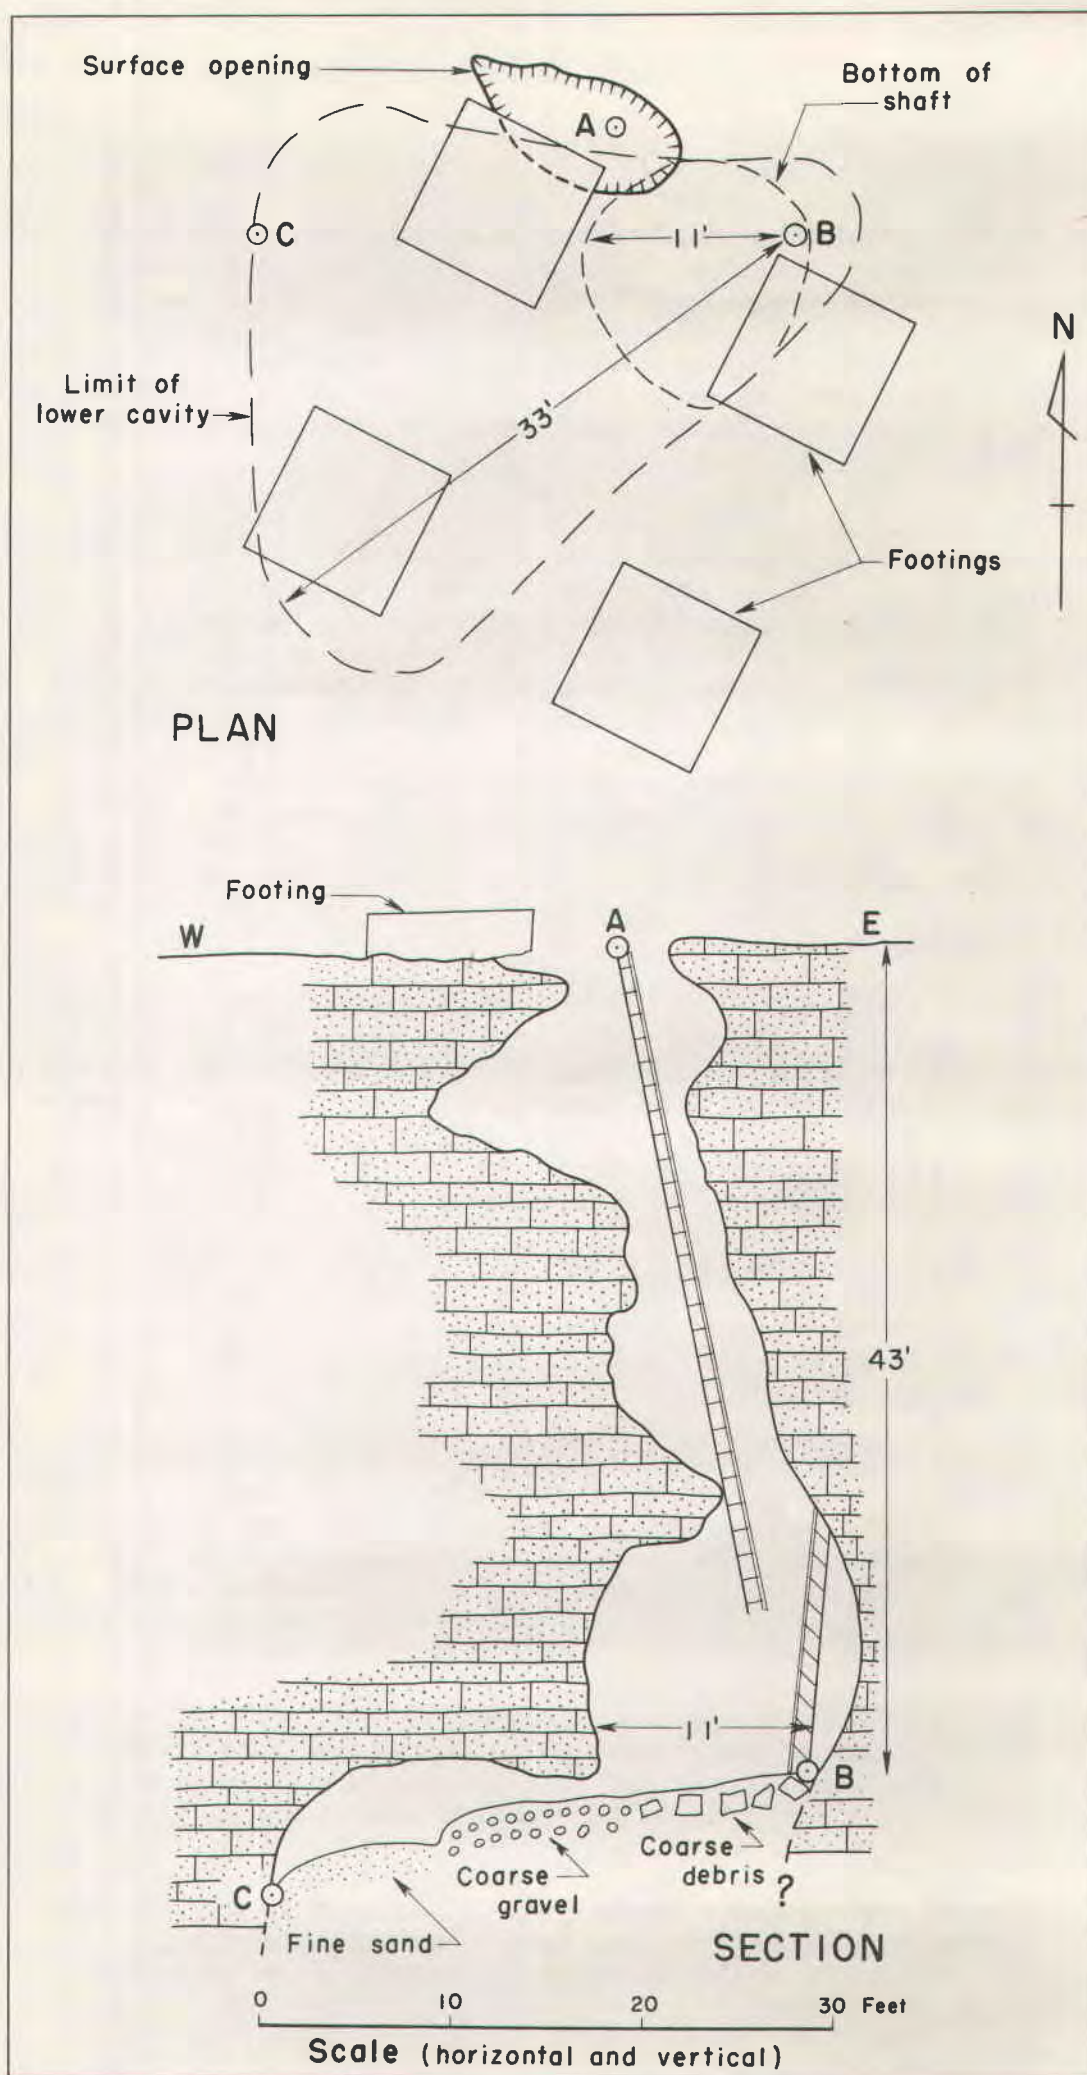 Surface opening
Bottom of
shaft
A
C
11'
B
N
Limit of
lower cavity
33'
Footings
PLAN
Footing
W
A
E
43'
11'
B
Coarse
debris
?
Coarse
gravel
C
Fine sand
SECTION
0 10 20 30 Feet
Scale (horizontal and vertical)